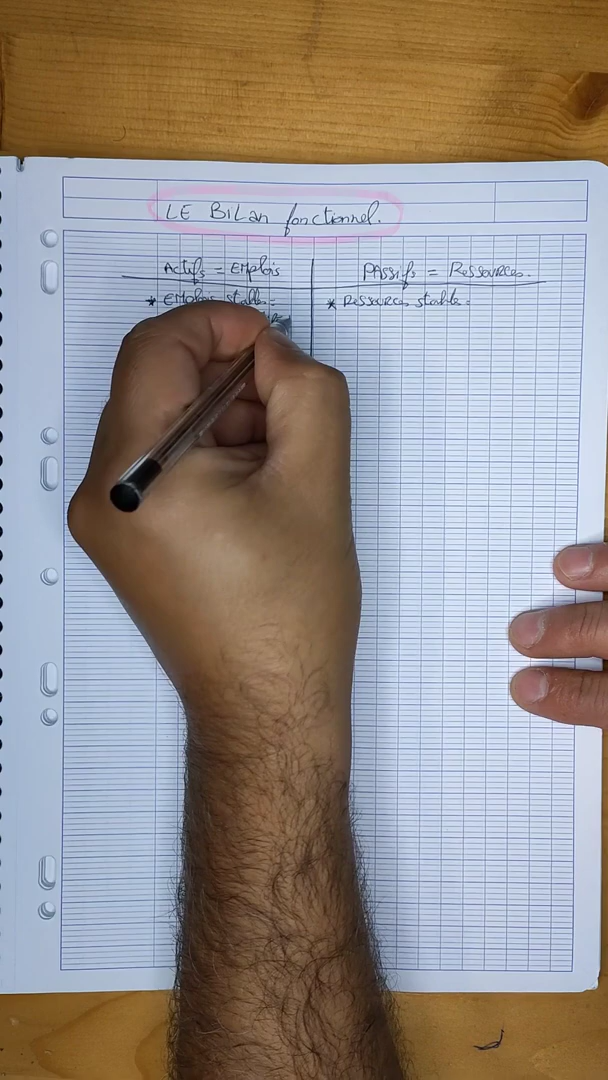 LE BiLan fonctionnel.
Actifs = EMplois
PASSifs = Ressources.
* EMplois stable =
* Ressources stable =